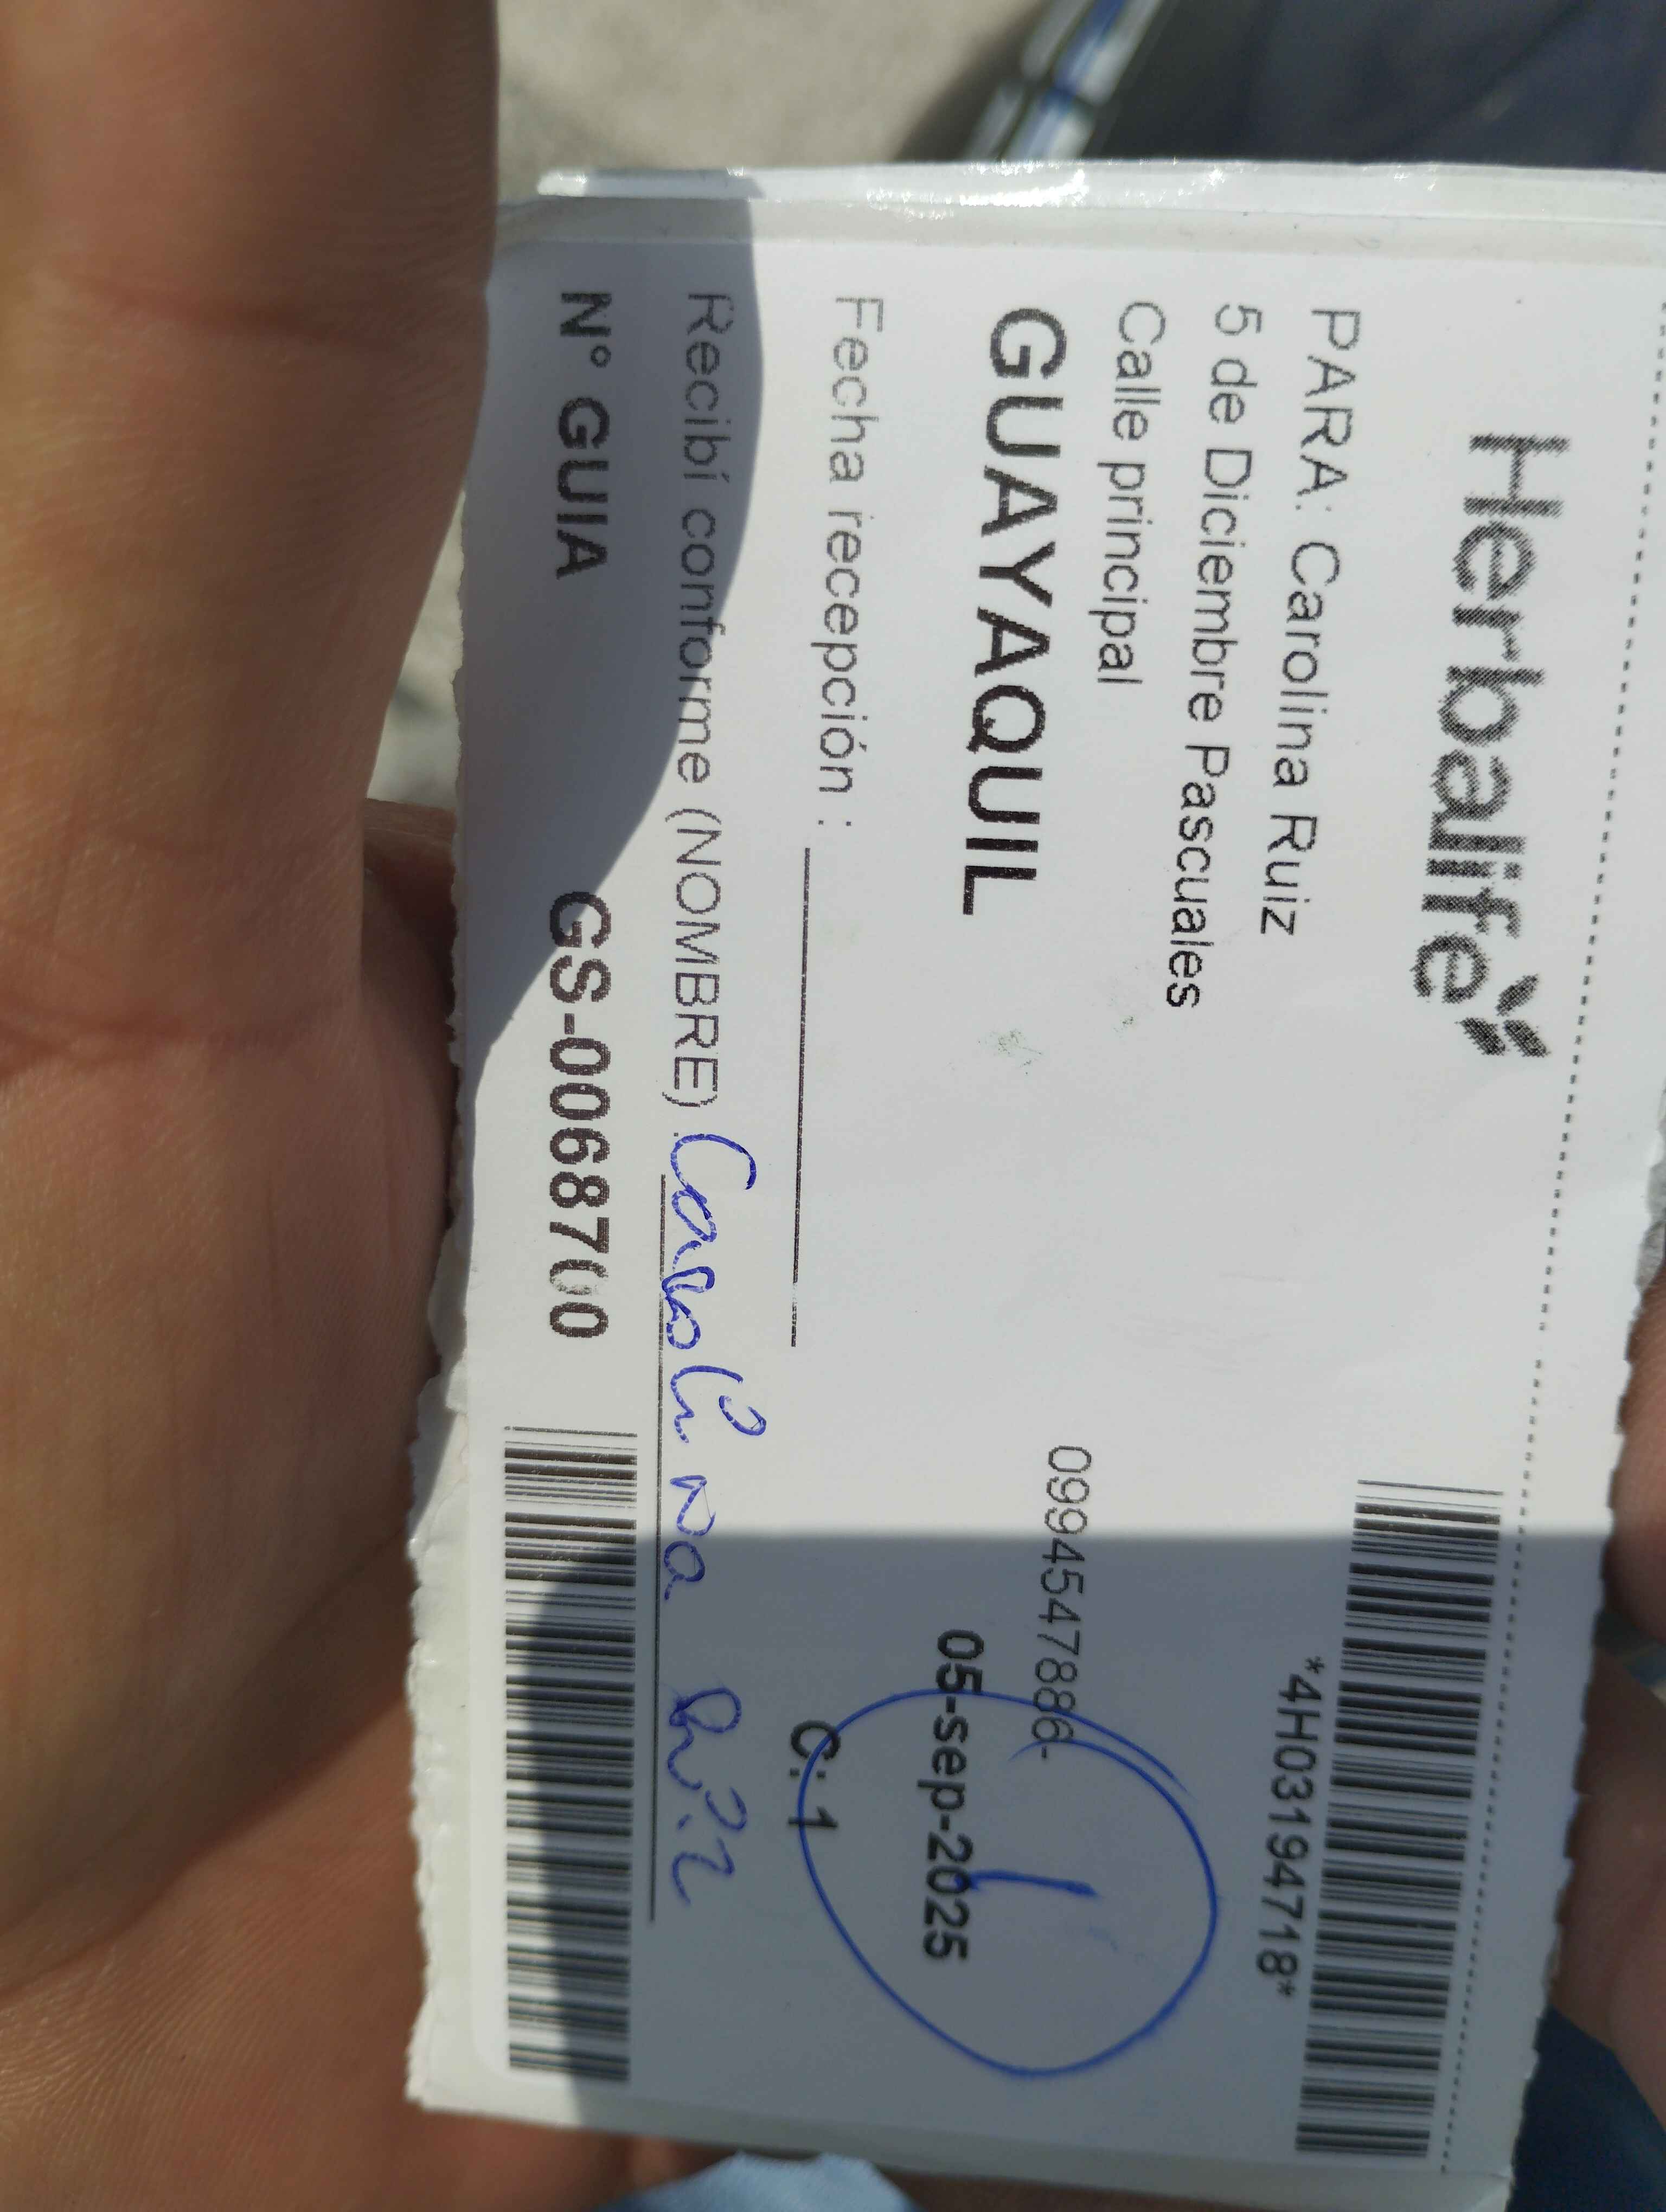 Herbalife
*4H03194718*
PARA: Carolina Ruiz
5 de Diciembre Pascuales
Calle principal
0994547886-
GUAYAQUIL
05-sep-2025
1
Fecha recepción :
C: 1
Recibí conforme (NOMBRE) Carolina Ruiz
N° GUIA GS-0068700